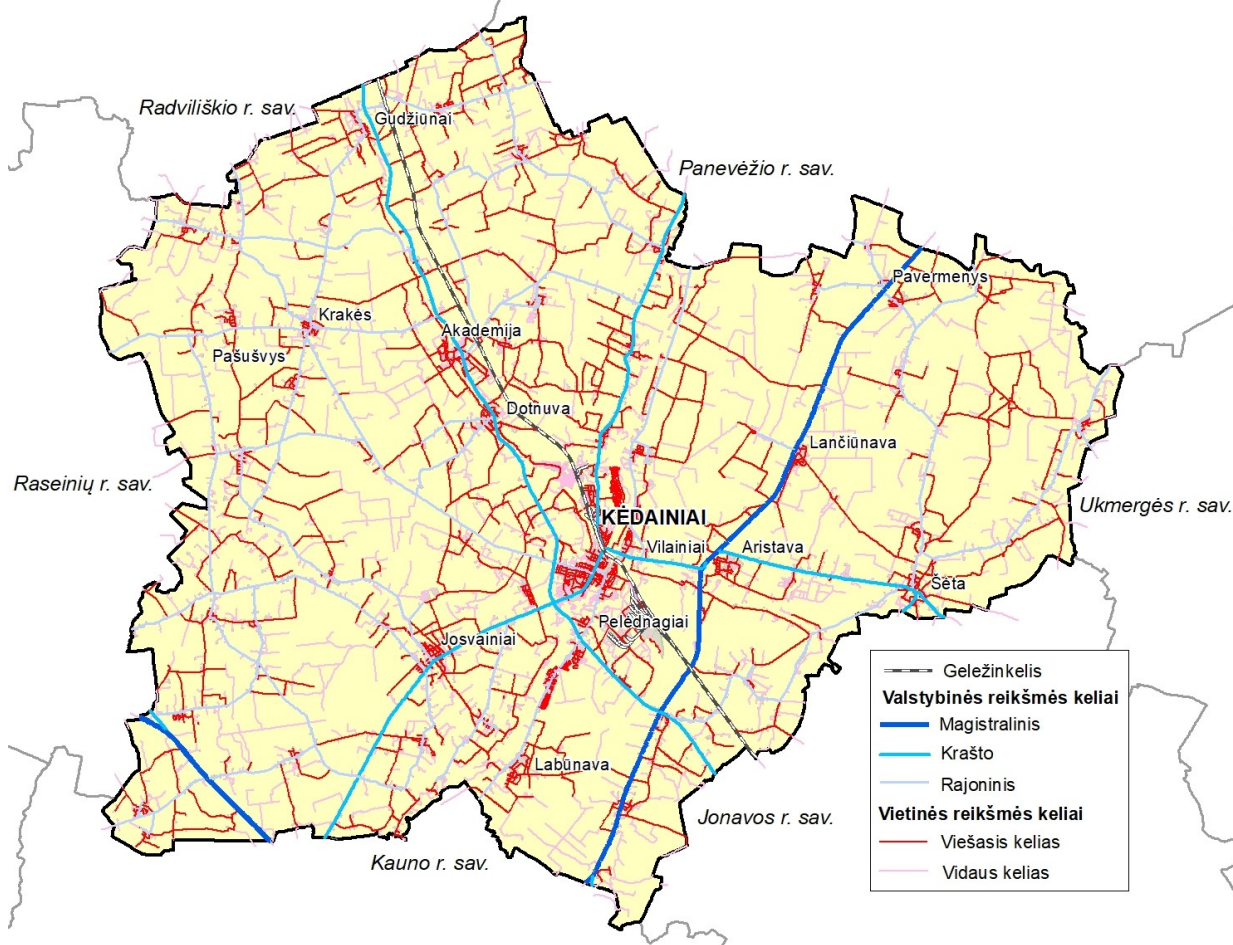 Radviliškio r. sav.
Gudžiūnai
Panevėžio r. sav.
Pavermenys
Krakės
Akademija
Pašušvys
Dotnuva
Lančiūnava
Raseinių r. sav.
Ukmergės r. sav.
KĖDAINIAI
Vilainiai
Aristava
Šėta
Pelėdnagiai
Josvainiai
Labūnava
Jonavos r. sav.
Kauno r. sav.
Geležinkelis
Valstybinės reikšmės keliai
Magistralinis
Krašto
Rajoninis
Vietinės reikšmės keliai
Viešasis kelias
Vidaus kelias